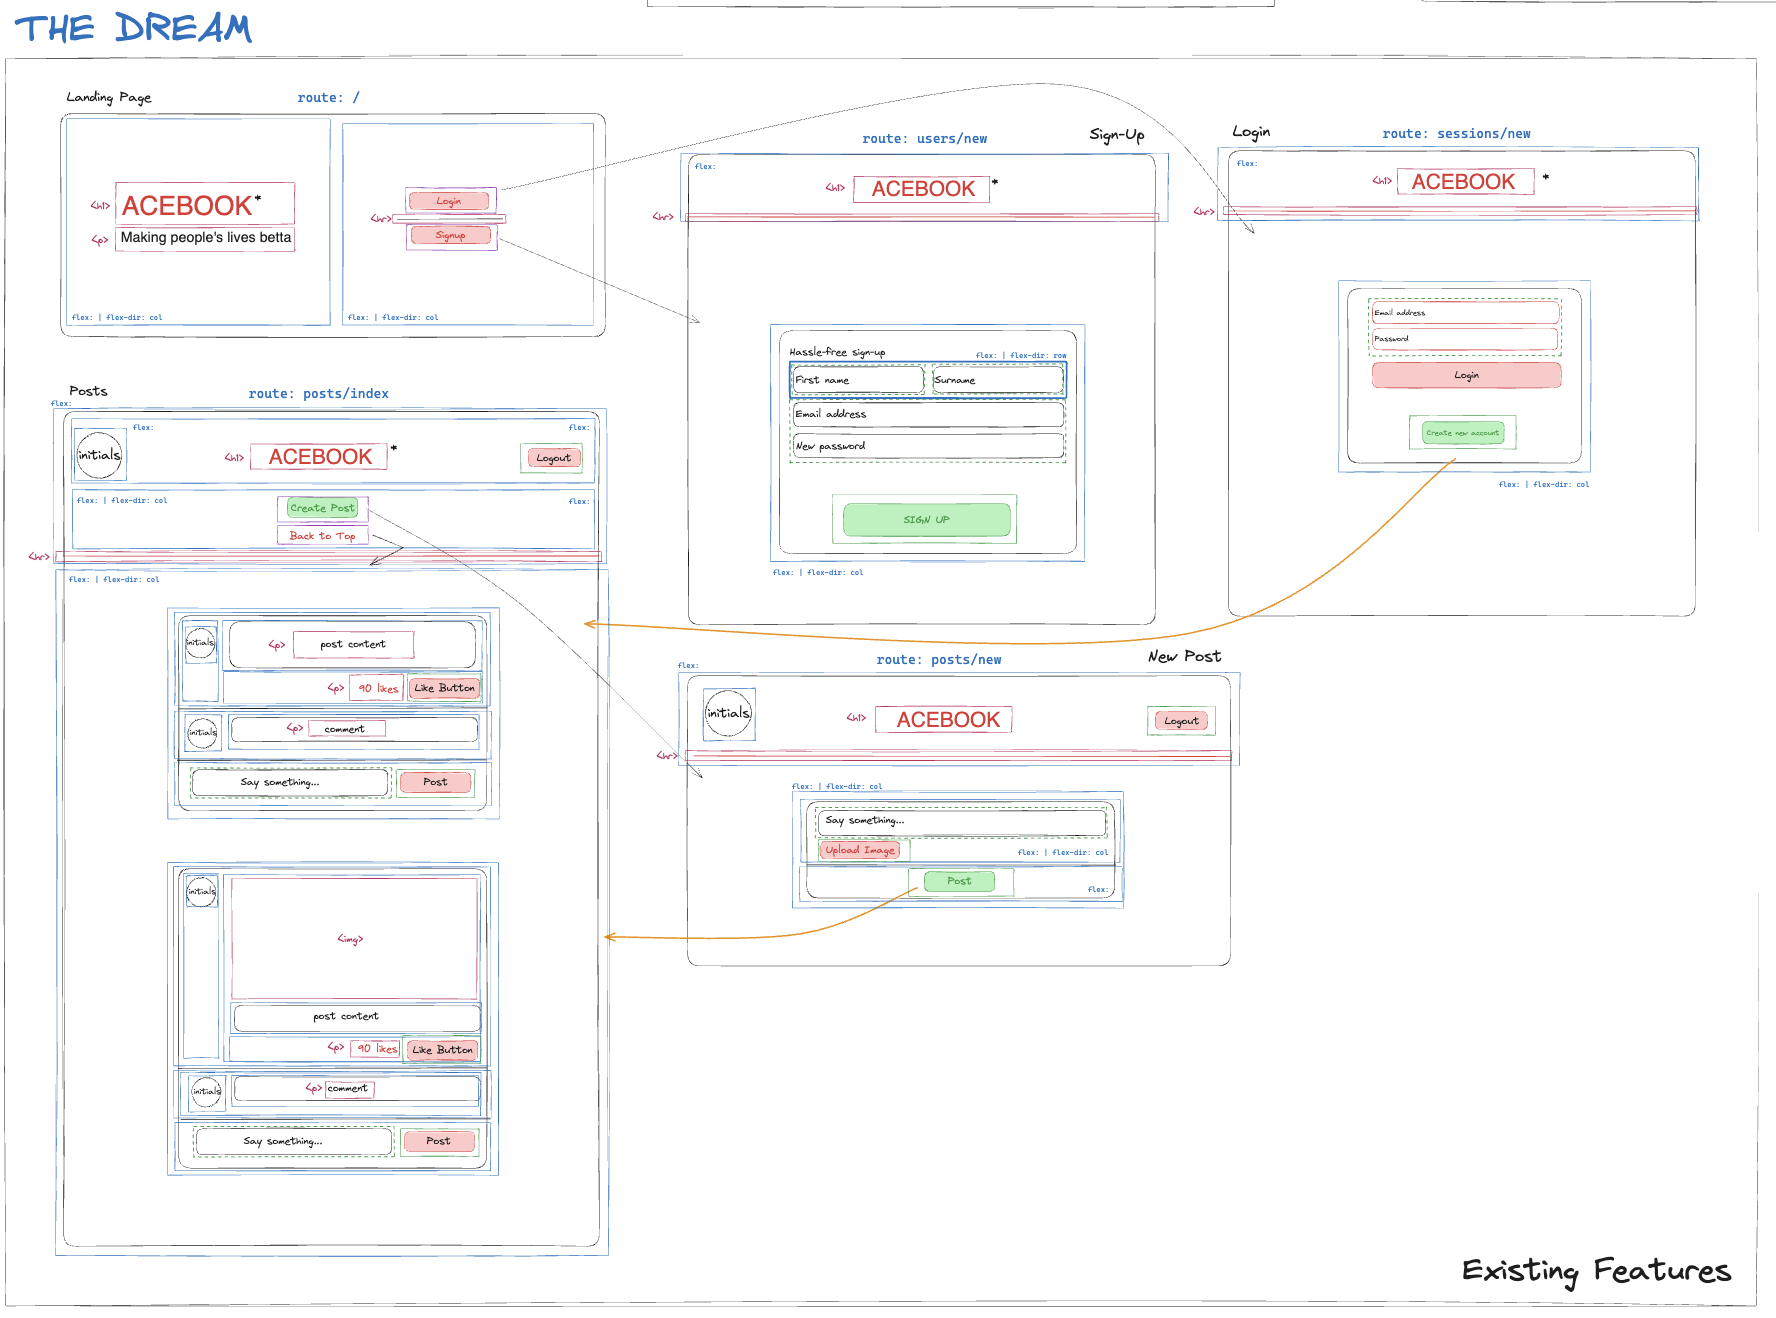 THE DREAM
Landing Page
route: /
<h1>
ACEBOOK*
<p>
Making people's lives betta
flex: | flex-dir: col
Login
<hr>
Signup
flex: | flex-dir: col
route: users/new
Sign-Up
flex:
<h1>
ACEBOOK
*
<hr>
Hassle-free sign-up
flex: | flex-dir: row
First name
Surname
Email address
New password
SIGN UP
flex: | flex-dir: col
Login
route: sessions/new
flex:
<h1>
ACEBOOK
*
<hr>
Email address
Password
Login
Create new account
flex: | flex-dir: col
Posts
route: posts/index
flex:
flex:
flex:
initials
<h1>
ACEBOOK
*
Logout
flex: | flex-dir: col
flex:
Create Post
Back to Top
<hr>
flex: | flex-dir: col
initials
<p>
post content
<p>
90 likes
Like Button
initials
<p>
comment
Say something...
Post
initials
<img>
post content
<p>
90 likes
Like Button
initials
<p>
comment
Say something...
Post
route: posts/new
New Post
flex:
initials
<h1>
ACEBOOK
Logout
<hr>
flex: | flex-dir: col
Say something...
Upload Image
flex: | flex-dir: col
Post
flex:
Existing Features